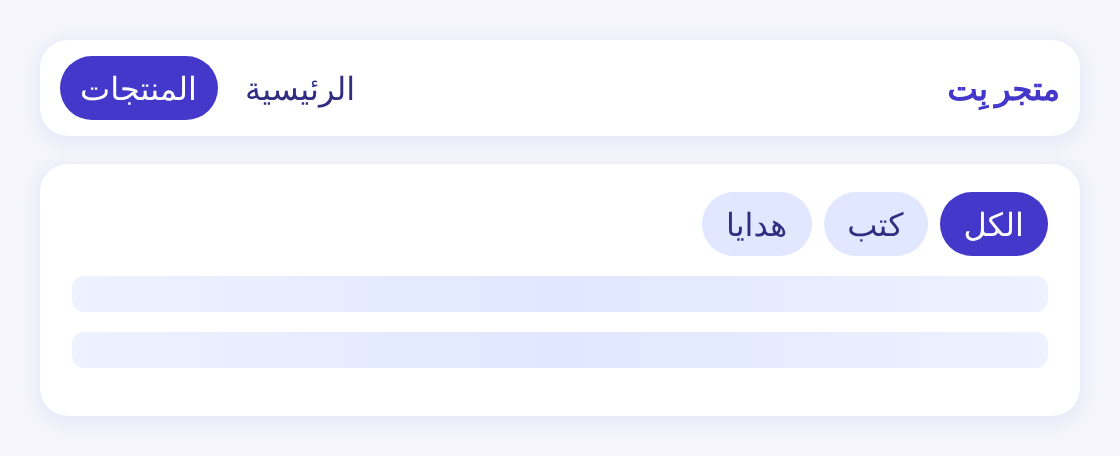 متجر بِت
الرئيسية
المنتجات
الكل
كتب
هدايا